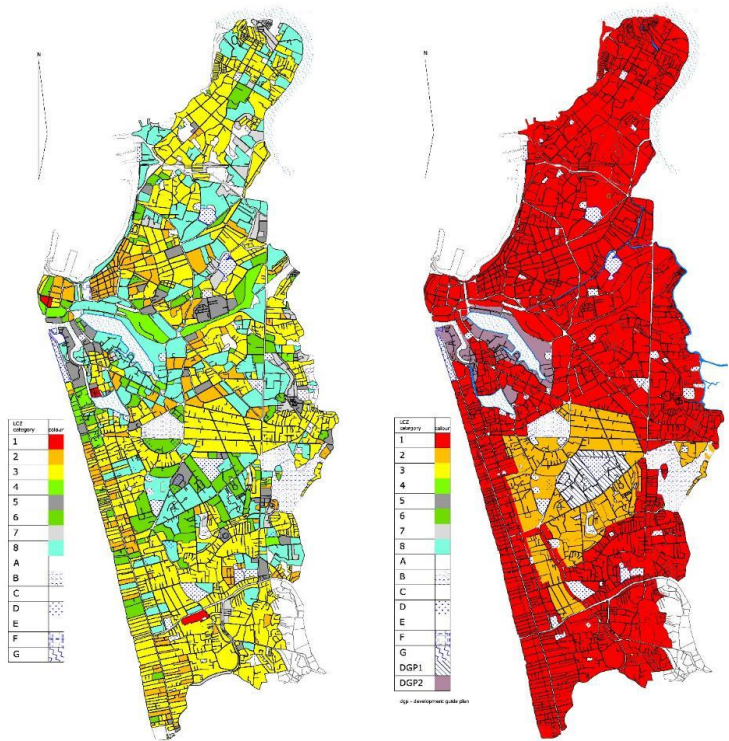 N
N
LCZ
category colour
1
2
3
4
5
6
7
8
A
B
C
D
E
F
G
LCZ
category colour
1
2
3
4
5
6
7
8
A
B
C
D
E
F
G
DGP1
DGP2
dgp - development guide plan